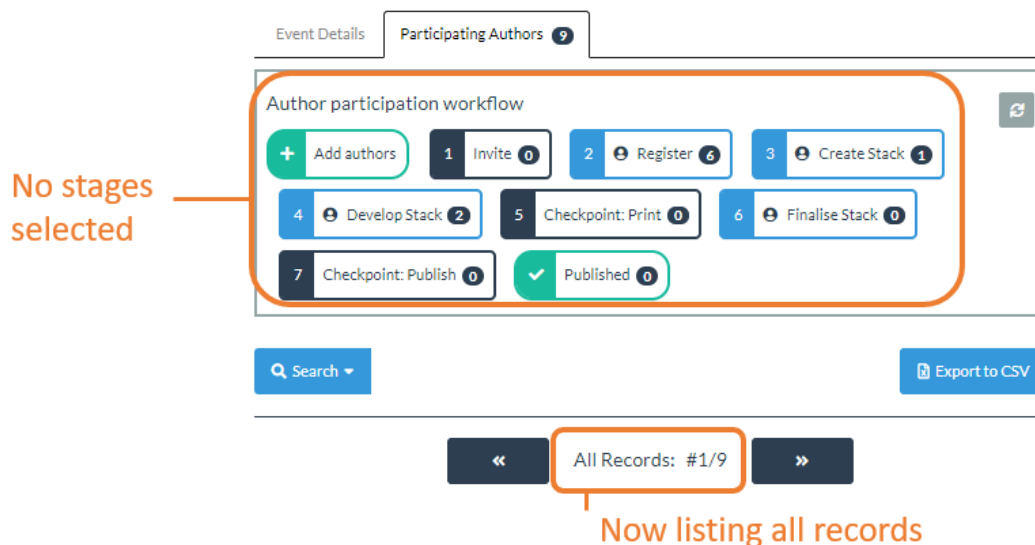 Event Details
Participating Authors 9
Author participation workflow
Add authors
1 Invite 0
2 Register 6
3 Create Stack 1
No stages
selected
4 Develop Stack 2
5 Checkpoint: Print 0
6 Finalise Stack 0
7 Checkpoint: Publish 0
Published 0
Search
Export to CSV
« All Records: #1/9 »
Now listing all records